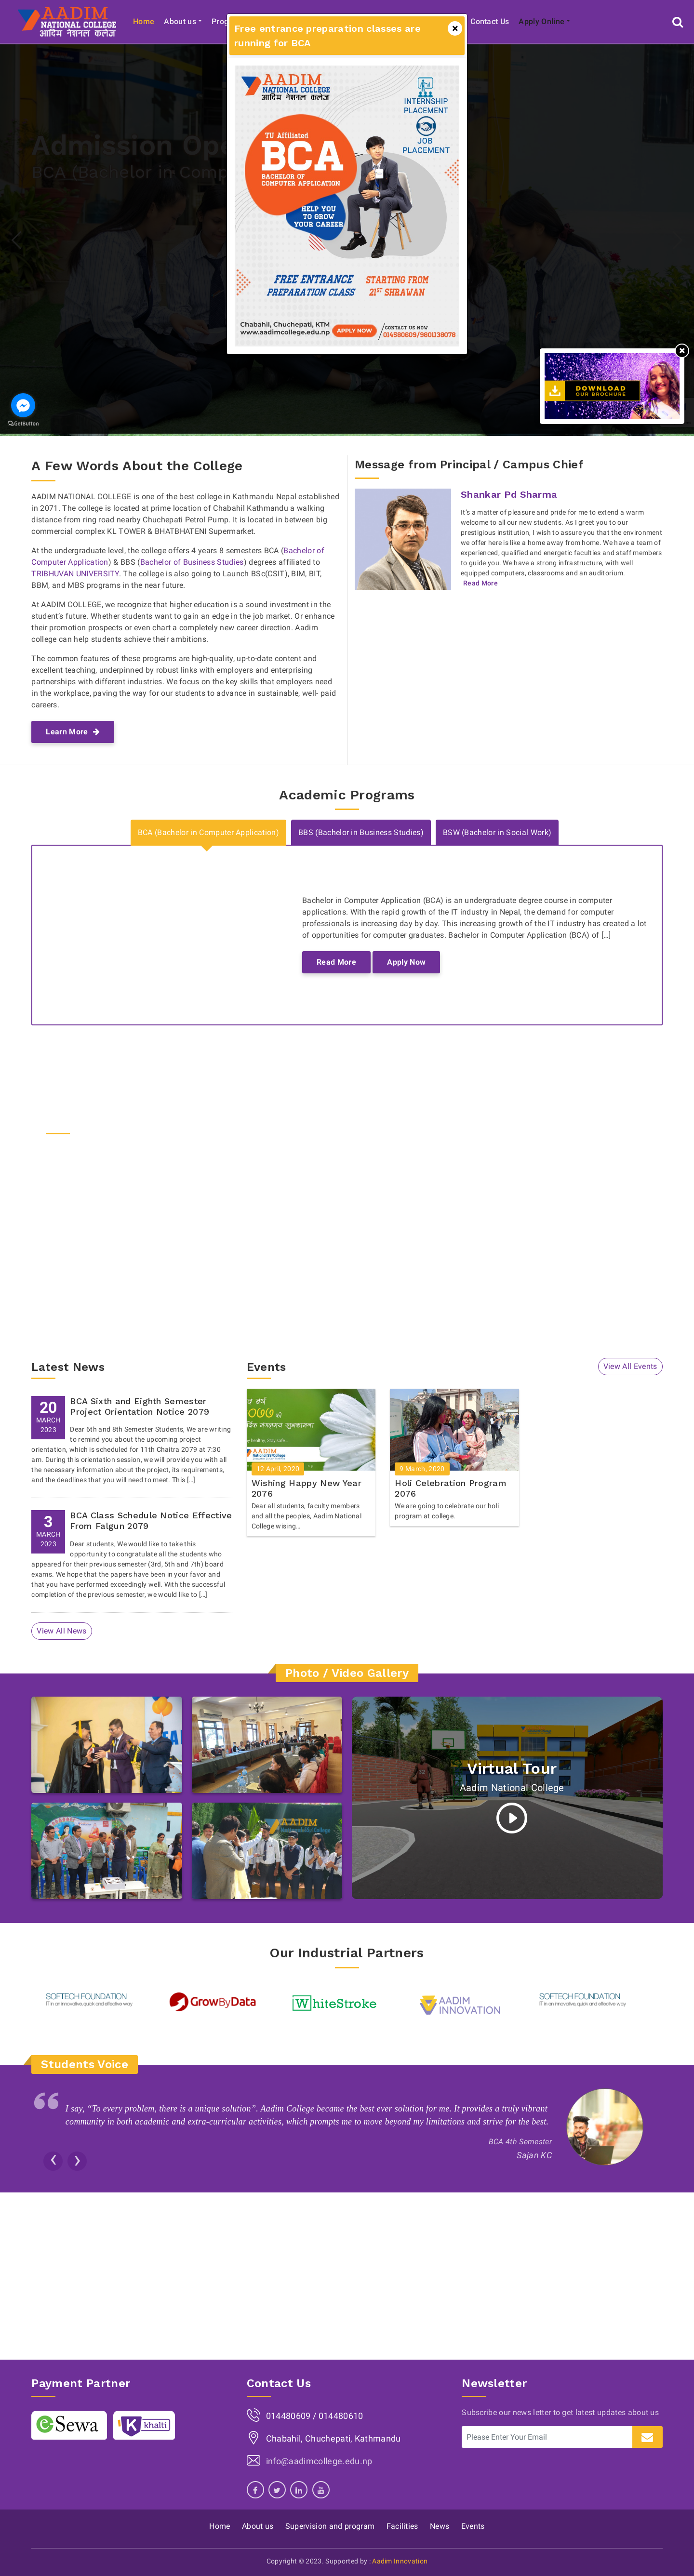 AADIM
NATIONAL COLLEGE
आदिम नेशनल कलेज
Home
About us
Contact Us
Apply Online
Free entrance preparation classes are
running for BCA
AADIM
NATIONAL COLLEGE
आदिम नेशनल कलेज
INTERNSHIP
PLACEMENT
JOB
PLACEMENT
TU Affiliated
BCA
BACHELOR OF
COMPUTER APPLICATION
HELP YOU
TO GROW
YOUR CAREER
FREE ENTRANCE
PREPARATION CLASS
STARTING FROM
21ST SHRAWAN
Chabahil, Chuchepati, KTM
www.aadimcollege.edu.np
APPLY NOW
CONTACT US NOW
014580609/9801138079
DOWNLOAD
OUR BROCHURE
GetButton
A Few Words About the College
AADIM NATIONAL COLLEGE is one of the best college in Kathmandu Nepal established
in 2071. The college is located at prime location of Chabahil Kathmandu a walking
distance from ring road nearby Chuchepati Petrol Pump. It is located in between big
commercial complex KL TOWER & BHATBHATENI Supermarket.
At the undergraduate level, the college offers 4 years 8 semesters BCA (Bachelor of
Computer Application) & BBS (Bachelor of Business Studies) degrees affiliated to
TRIBHUVAN UNIVERSITY. The college is also going to Launch BSc(CSIT), BIM, BIT,
BBM, and MBS programs in the near future.
At AADIM COLLEGE, we recognize that higher education is a sound investment in the
student's future. Whether students want to gain an edge in the job market. Or enhance
their promotion prospects or even chart a completely new career direction. Aadim
college can help students achieve their ambitions.
The common features of these programs are high-quality, up-to-date content and
excellent teaching, underpinned by robust links with employers and enterprising
partnerships with different industries. We focus on the key skills that employers need
in the workplace, paving the way for our students to advance in sustainable, well- paid
careers.
Learn More
Message from Principal / Campus Chief
Shankar Pd Sharma
It's a matter of pleasure and pride for me to extend a warm
welcome to all our new students. As I greet you to our
prestigious institution, I wish to assure you that the environment
we offer here is like a home away from home. We have a team of
experienced, qualified and energetic faculties and staff members
to guide you. We have a strong infrastructure, with well
equipped computers, classrooms and an auditorium.
Read More
Academic Programs
BCA (Bachelor in Computer Application)
BBS (Bachelor in Business Studies)
BSW (Bachelor in Social Work)
Bachelor in Computer Application (BCA) is an undergraduate degree course in computer
applications. With the rapid growth of the IT industry in Nepal, the demand for computer
professionals is increasing day by day. This increasing growth of the IT industry has created a lot
of opportunities for computer graduates. Bachelor in Computer Application (BCA) of [...]
Read More
Apply Now
Latest News
20
MARCH
2023
BCA Sixth and Eighth Semester
Project Orientation Notice 2079
Dear 6th and 8th Semester Students, We are writing
to remind you about the upcoming project
orientation, which is scheduled for 11th Chaitra 2079 at 7:30
am. During this orientation session, we will provide you with all
the necessary information about the project, its requirements,
and the deadlines that you will need to meet. This [...]
3
MARCH
2023
BCA Class Schedule Notice Effective
From Falgun 2079
Dear students, We would like to take this
opportunity to congratulate all the students who
appeared for their previous semester (3rd, 5th and 7th) board
exams. We hope that the papers have been in your favor and
that you have performed exceedingly well. With the successful
completion of the previous semester, we would like to [...]
View All News
Events
View All Events
12 April, 2020
Wishing Happy New Year
2076
Dear all students, faculty members
and all the peoples, Aadim National
College wising...
9 March, 2020
Holi Celebration Program
2076
We are going to celebrate our holi
program at college.
Photo / Video Gallery
AADIM
Virtual Tour
Aadim National College
Our Industrial Partners
SOFTECH FOUNDATION
IT in an innovative, quick and effective way
GrowByData
WhiteStroke
AADIM
INNOVATION
SOFTECH FOUNDATION
IT in an innovative, quick and effective way
Students Voice
I say, “To every problem, there is a unique solution”. Aadim College became the best ever solution for me. It provides a truly vibrant
community in both academic and extra-curricular activities, which prompts me to move beyond my limitations and strive for the best.
BCA 4th Semester
Sajan KC
Payment Partner
eSewa
khalti
Contact Us
014480609 / 014480610
Chabahil, Chuchepati, Kathmandu
info@aadimcollege.edu.np
Newsletter
Subscribe our news letter to get latest updates about us
Please Enter Your Email
Home
About us
Supervision and program
Facilities
News
Events
Copyright © 2023. Supported by : Aadim Innovation